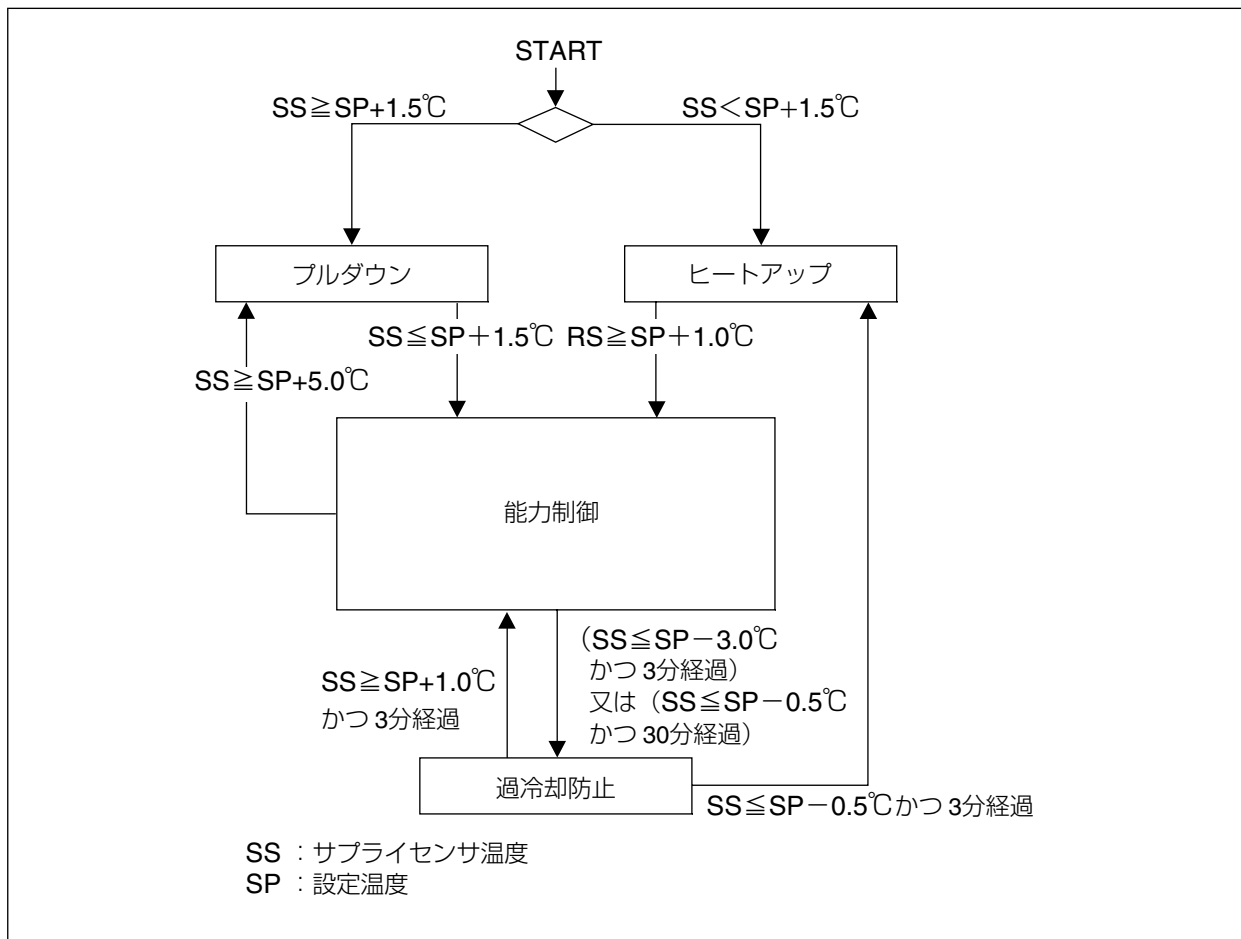 START
SS≧SP+1.5℃
SS＜SP+1.5℃
プルダウン
ヒートアップ
SS≦SP＋1.5℃
RS≧SP＋1.0℃
SS≧SP+5.0℃
能力制御
SS≧SP+1.0℃
かつ 3分経過
（SS≦SP－3.0℃
かつ 3分経過）
又は（SS≦SP－0.5℃
かつ 30分経過）
過冷却防止
SS≦SP－0.5℃かつ 3分経過
SS ：サプライセンサ温度
SP ：設定温度